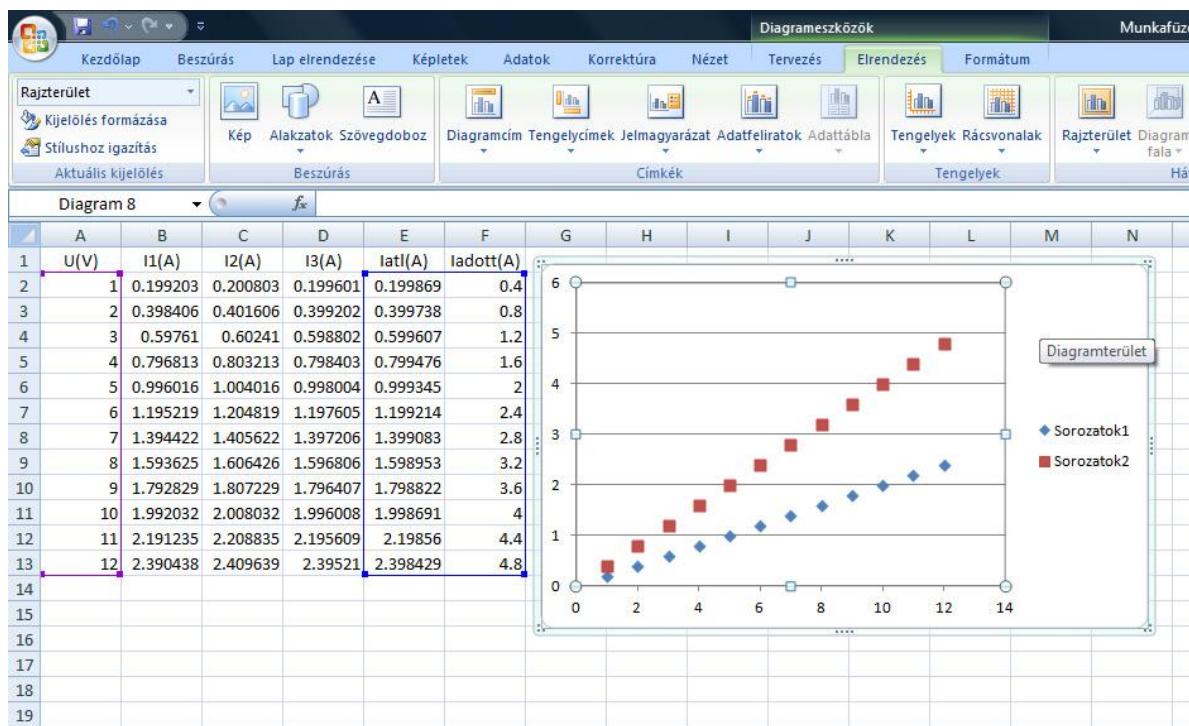 Diagrameszközök Munkafüze
Kezdőlap Beszúrás Lap elrendezése Képletek Adatok Korrektúra Nézet Tervezés Elrendezés Formátum
Rajzterület
Kijelölés formázása
Stílushoz igazítás
Aktuális kijelölés
Kép Alakzatok Szövegdoboz
Beszúrás
Diagramcím Tengelycímek Jelmagyarázat Adatfeliratok Adattábla
Címkék
Tengelyek Rácsvonalak
Tengelyek
Rajzterület Diagram
fala
Há
Diagram 8 fx
A B C D E F G H I J K L M N
1 U(V) I1(A) I2(A) I3(A) Iatl(A) Iadott(A)
2 1 0.199203 0.200803 0.199601 0.199869 0.4
3 2 0.398406 0.401606 0.399202 0.399738 0.8
4 3 0.59761 0.60241 0.598802 0.599607 1.2
5 4 0.796813 0.803213 0.798403 0.799476 1.6
6 5 0.996016 1.004016 0.998004 0.999345 2
7 6 1.195219 1.204819 1.197605 1.199214 2.4
8 7 1.394422 1.405622 1.397206 1.399083 2.8
9 8 1.593625 1.606426 1.596806 1.598953 3.2
10 9 1.792829 1.807229 1.796407 1.798822 3.6
11 10 1.992032 2.008032 1.996008 1.998691 4
12 11 2.191235 2.208835 2.195609 2.19856 4.4
13 12 2.390438 2.409639 2.39521 2.398429 4.8
14
15
16
17
18
19
6
5
4
3
2
1
0
0 2 4 6 8 10 12 14
Diagramterület
Sorozatok1
Sorozatok2